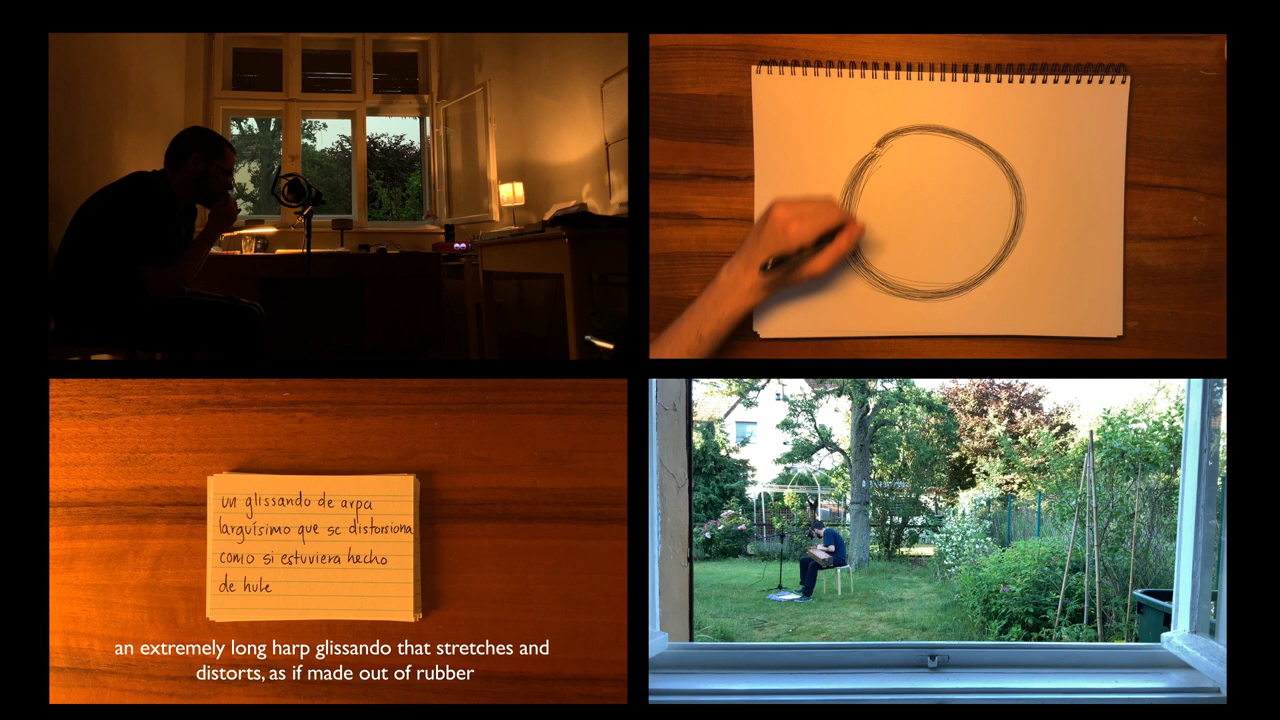 un glissando de arpa
larguísimo que se distorsiona
como si estuviera hecho
de hule
an extremely long harp glissando that stretches and
distorts, as if made out of rubber